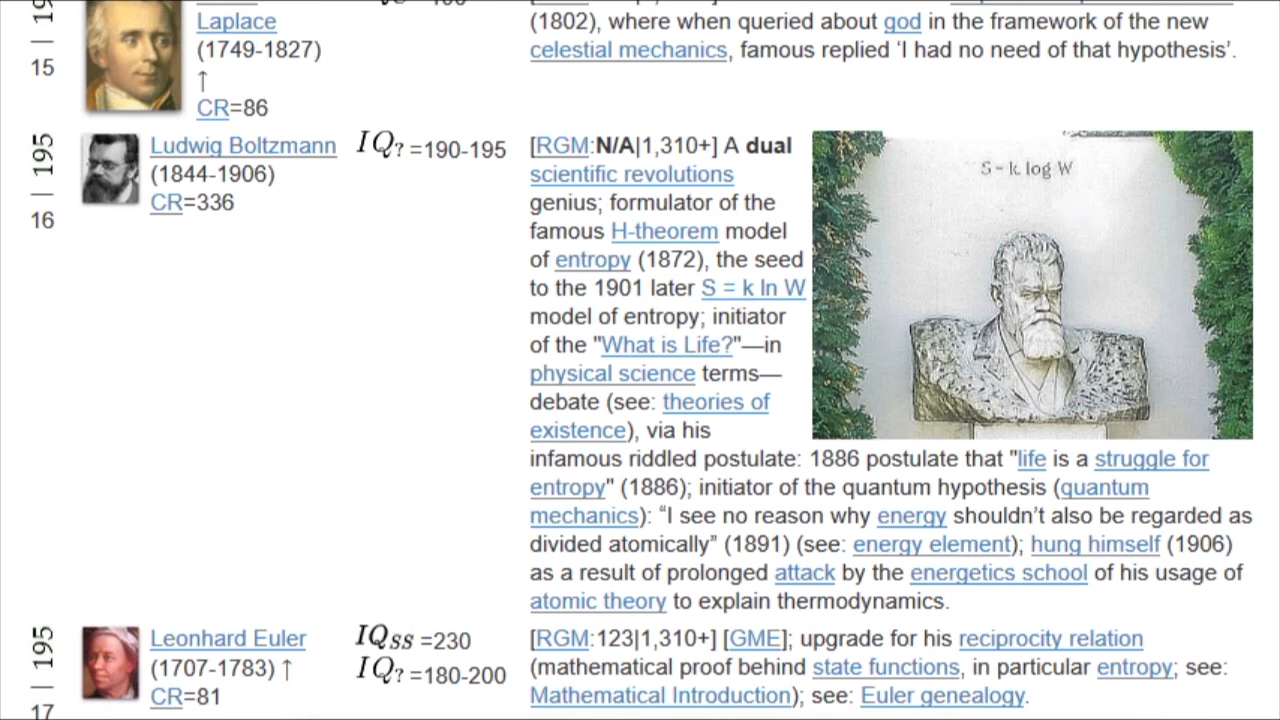 Laplace
(1749-1827)
↑
CR=86
15
(1802), where when queried about god in the framework of the new
celestial mechanics, famous replied ‘I had no need of that hypothesis’.
195
|
16
Ludwig Boltzmann
(1844-1906)
CR=336
IQ? =190-195
[RGM:N/A|1,310+] A dual
scientific revolutions
genius; formulator of the
famous H-theorem model
of entropy (1872), the seed
to the 1901 later S = k ln W
model of entropy; initiator
of the "What is Life?"—in
physical science terms—
debate (see: theories of
existence), via his
infamous riddled postulate: 1886 postulate that "life is a struggle for
entropy" (1886); initiator of the quantum hypothesis (quantum
mechanics): “I see no reason why energy shouldn’t also be regarded as
divided atomically” (1891) (see: energy element); hung himself (1906)
as a result of prolonged attack by the energetics school of his usage of
atomic theory to explain thermodynamics.
S = k. log W
195
|
17
Leonhard Euler
(1707-1783) ↑
CR=81
IQSS =230
IQ? =180-200
[RGM:123|1,310+] [GME]; upgrade for his reciprocity relation
(mathematical proof behind state functions, in particular entropy; see:
Mathematical Introduction); see: Euler genealogy.